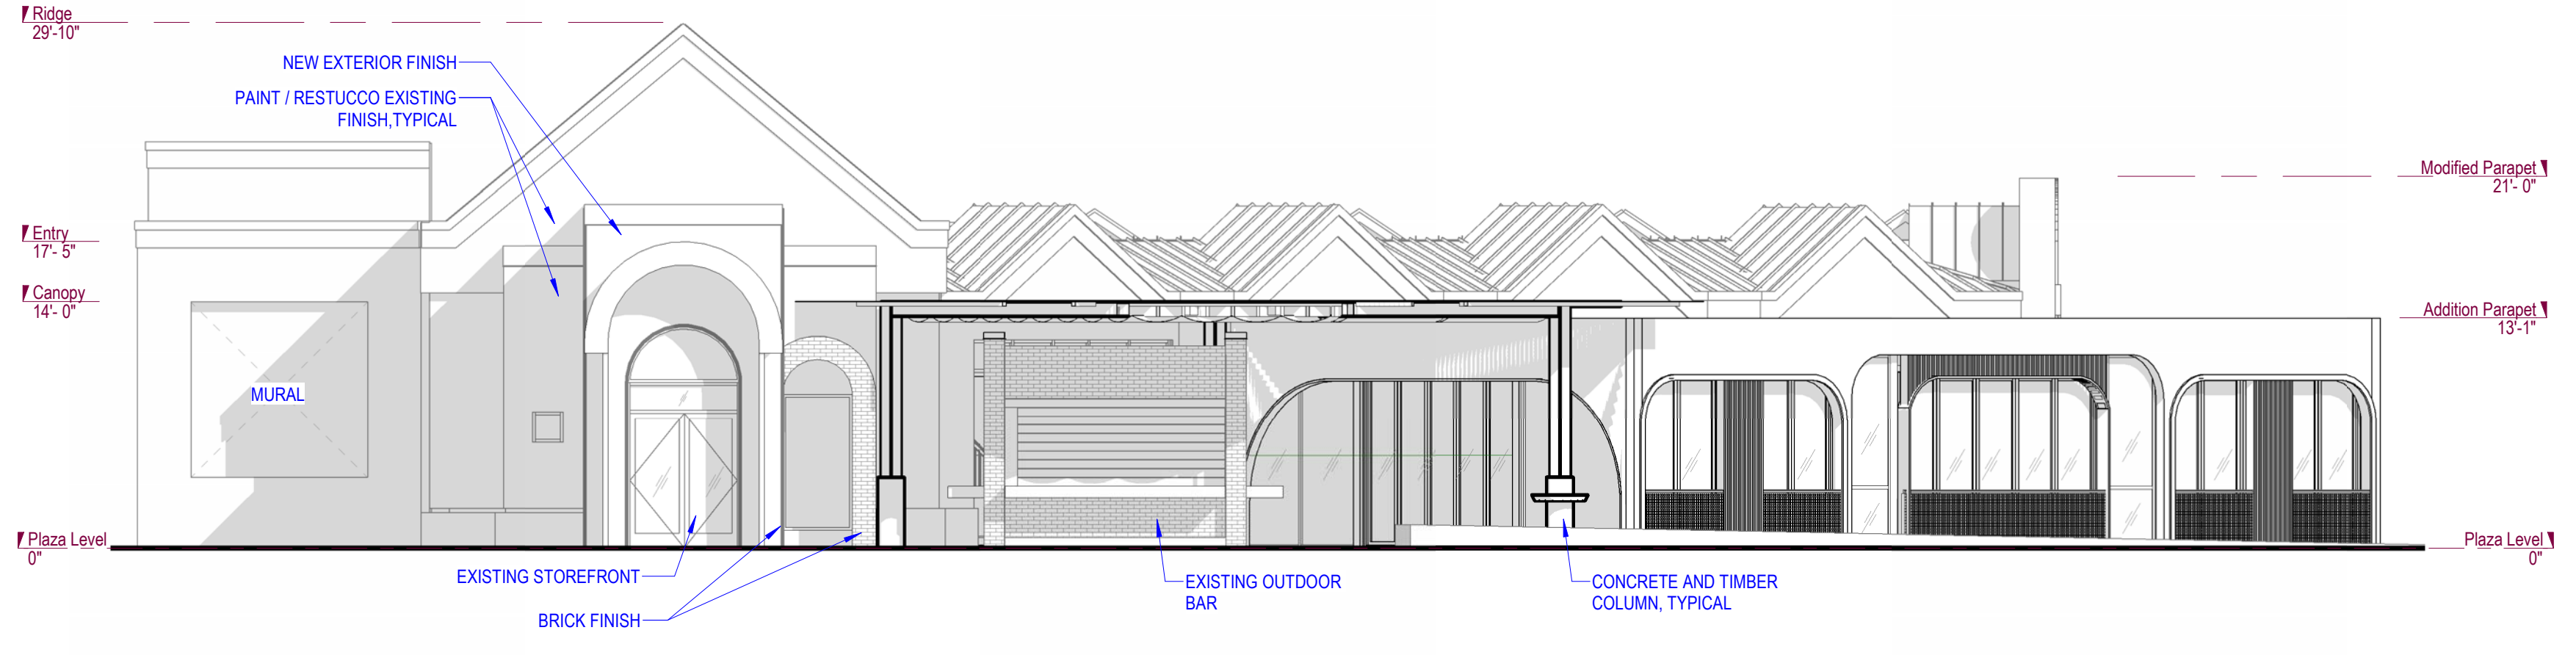 Ridge
29'-10"
NEW EXTERIOR FINISH
PAINT / RESTUCCO EXISTING
FINISH,TYPICAL
Modified Parapet
21'- 0"
Entry
17'- 5"
Canopy
14'- 0"
Addition Parapet
13'-1"
MURAL
Plaza Level
0"
Plaza Level
0"
EXISTING STOREFRONT
BRICK FINISH
EXISTING OUTDOOR
BAR
CONCRETE AND TIMBER
COLUMN, TYPICAL